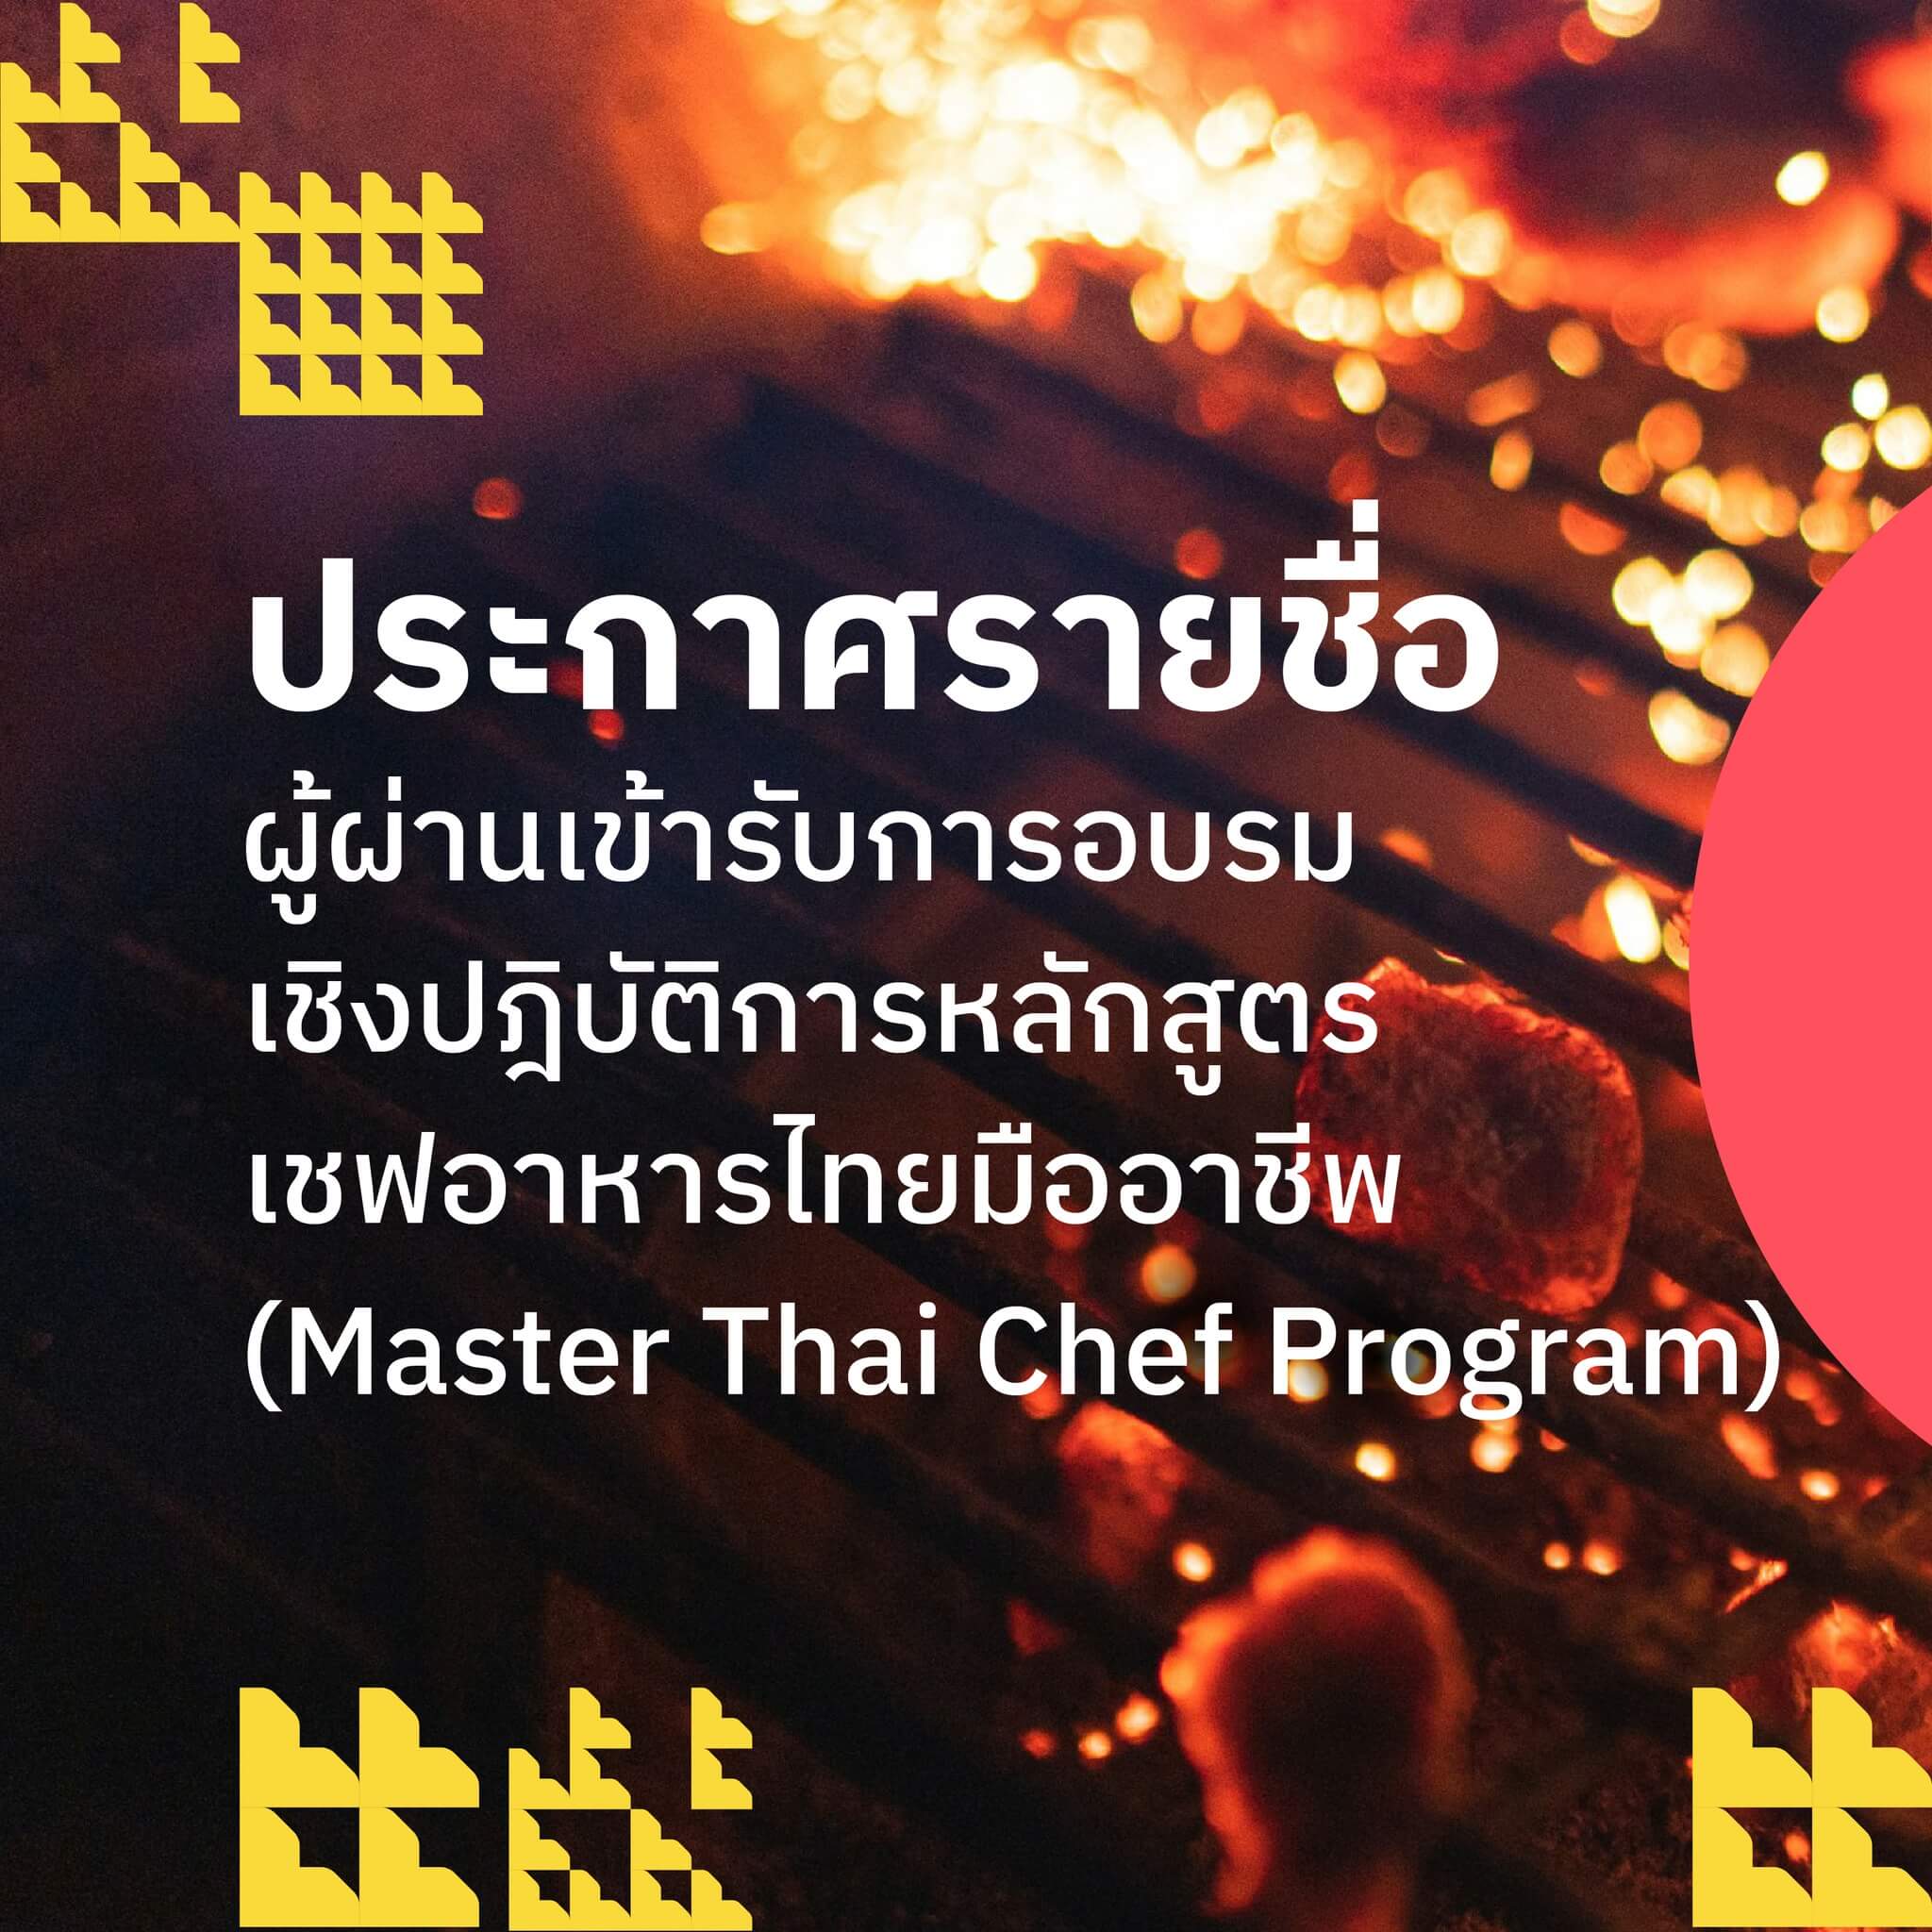 ประกาศรายชื่อ
ผู้ผ่านเข้ารับการอบรม
เชิงปฎิบัติการหลักสูตร
เชฟอาหารไทยมืออาชีพ
(Master Thai Chef Program)